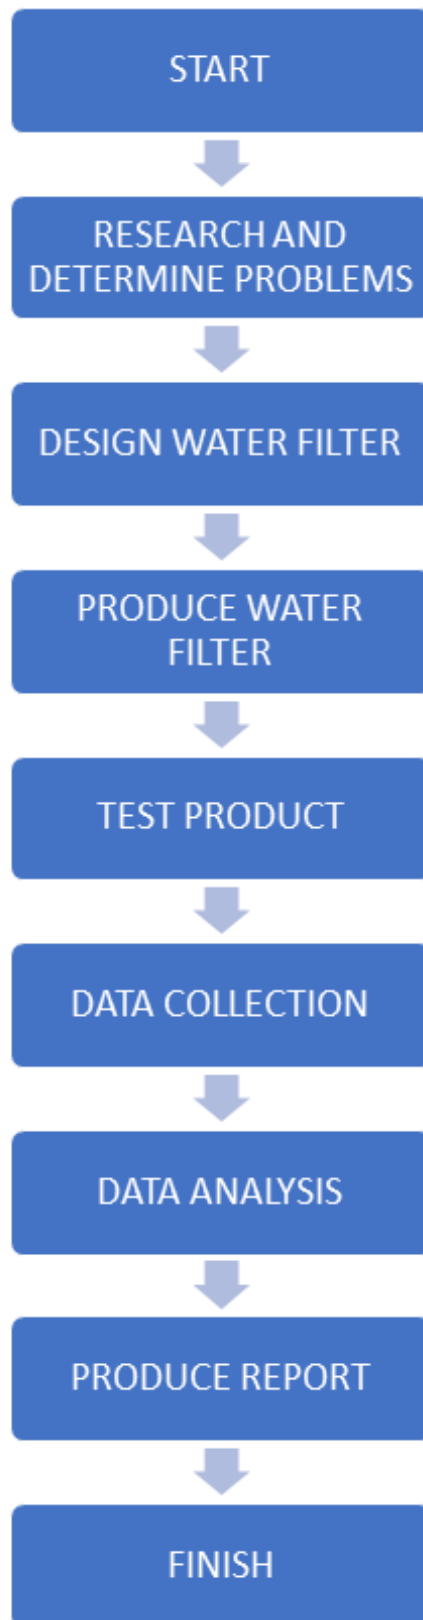 START
RESEARCH AND
DETERMINE PROBLEMS
DESIGN WATER FILTER
PRODUCE WATER
FILTER
TEST PRODUCT
DATA COLLECTION
DATA ANALYSIS
PRODUCE REPORT
FINISH